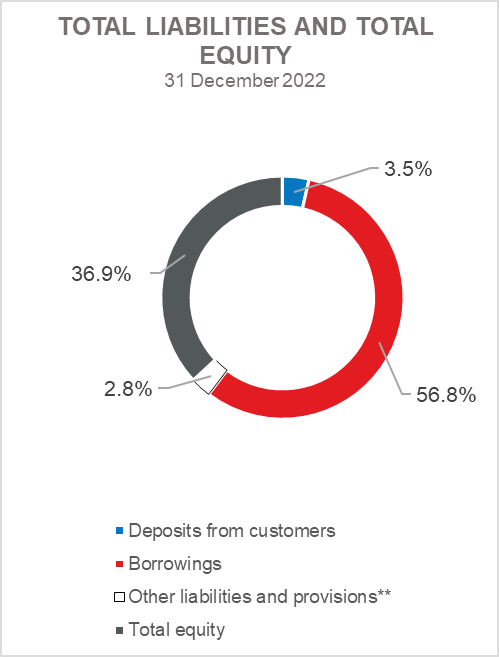 TOTAL LIABILITIES AND TOTAL
EQUITY
31 December 2022
3.5%
36.9%
2.8%
56.8%
Deposits from customers
Borrowings
Other liabilities and provisions**
Total equity